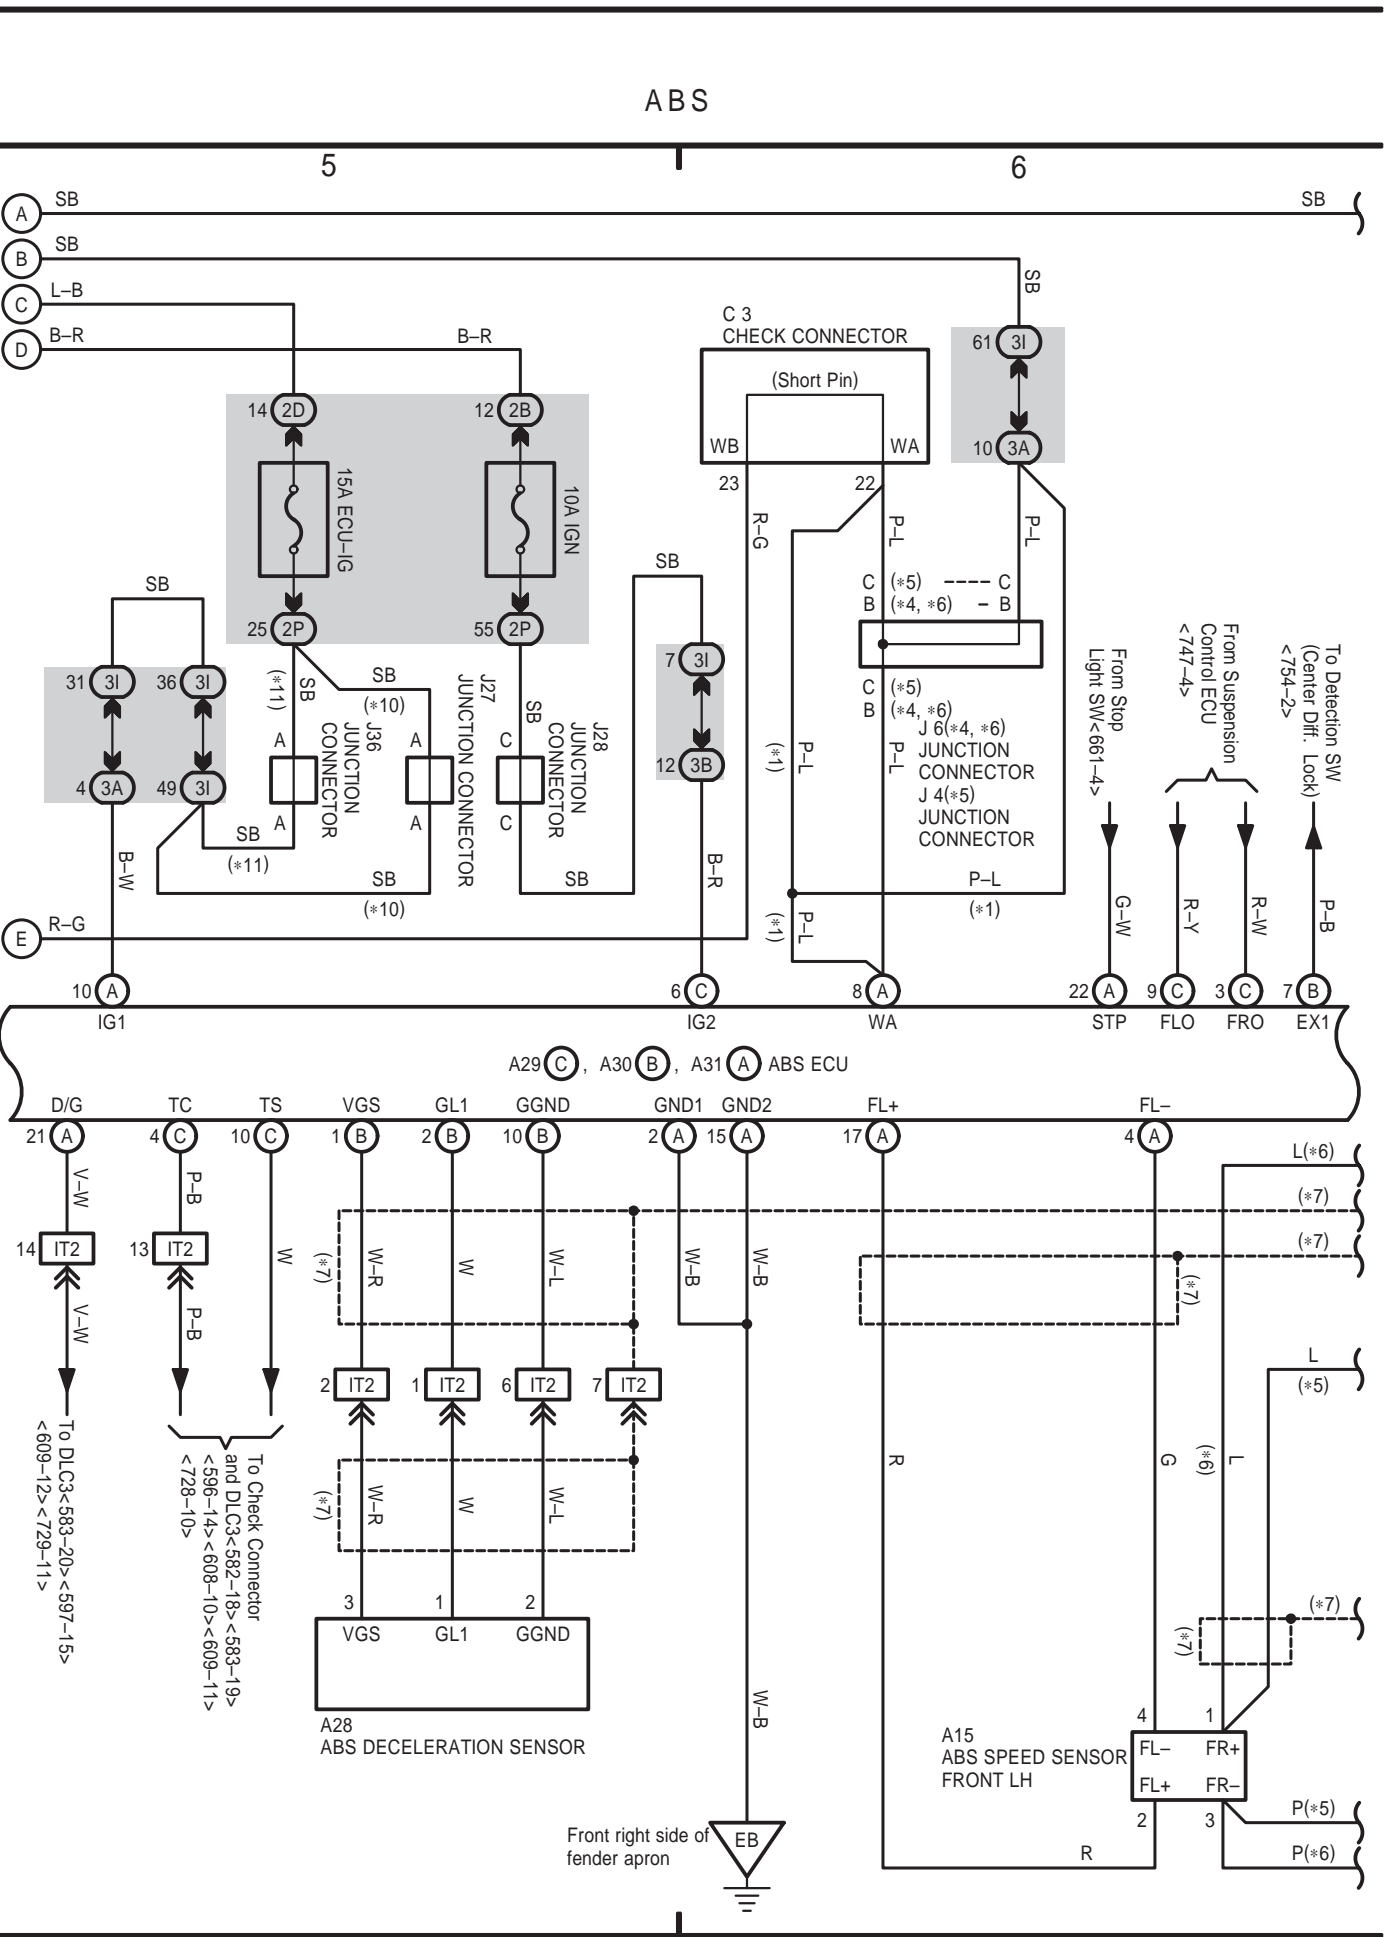 ABS
5
6
A SB SB
B SB
SB
C L–B
D B–R B–R
C 3
CHECK CONNECTOR
(Short Pin)
WB WA
23 22
61 3I
10 3A
14 2D 12 2B
15A ECU–IG
10A IGN
25 2P 55 2P
R–G
P–L
P–L
SB
SB
C (*5) ---- C
B (*4, *6) – B
31 3I 36 3I
7 3I
SB
(*11)
SB
(*10)
J27
JUNCTION CONNECTOR
SB
J28
JUNCTION
CONNECTOR
J36
JUNCTION
CONNECTOR
C (*5)
B (*4, *6)
J 6(*4, *6)
JUNCTION
CONNECTOR
J 4(*5)
JUNCTION
CONNECTOR
P–L
(*1)
P–L
From Stop
Light SW<661–4>
From Suspension
Control ECU
<747–4>
To Detection SW
(Center Diff. Lock)
<754–2>
A A C
A A C
4 3A 49 3I
12 3B
SB
(*11)
SB
(*10)
SB
B–W
B–R
P–L
(*1)
P–L
(*1)
G–W
R–Y
R–W
P–B
E R–G
10 A 6 C 8 A 22 A 9 C 3 C 7 B
IG1 IG2 WA STP FLO FRO EX1
A29 C , A30 B , A31 A ABS ECU
D/G TC TS VGS GL1 GGND GND1 GND2 FL+ FL–
21 A 4 C 10 C 1 B 2 B 10 B 2 A 15 A 17 A 4 A
L(*6)
(*7)
(*7)
V–W
P–B
14 IT2 13 IT2
W
(*7)
W–R
W
W–L
W–B
W–B
(*7)
V–W
P–B
L
(*5)
2 IT2 1 IT2 6 IT2 7 IT2
To DLC3<583–20><597–15>
<609–12><729–11>
To Check Connector
and DLC3<582–18><583–19>
<596–14><608–10><609–11>
<728–10>
(*7)
W–R
W
W–L
R
G
(*6)
L
3 1 2
VGS GL1 GGND
A28
ABS DECELERATION SENSOR
(*7)
(*7)
W–B
A15
ABS SPEED SENSOR
FRONT LH
4 1
FL– FR+
FL+ FR–
2 3
P(*5)
P(*6)
R
Front right side of
fender apron
EB